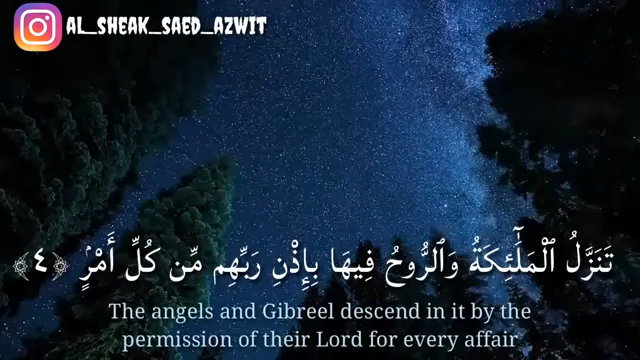 AL_SHEAK_SAED_AZWIT
تَنَزَّلُ ٱلْمَلَٰٓئِكَةُ وَٱلرُّوحُ فِيهَا بِإِذْنِ رَبِّهِم مِّن كُلِّ أَمْرٍۢ ﴿٤﴾
The angels and Gibreel descend in it by the
permission of their Lord for every affair